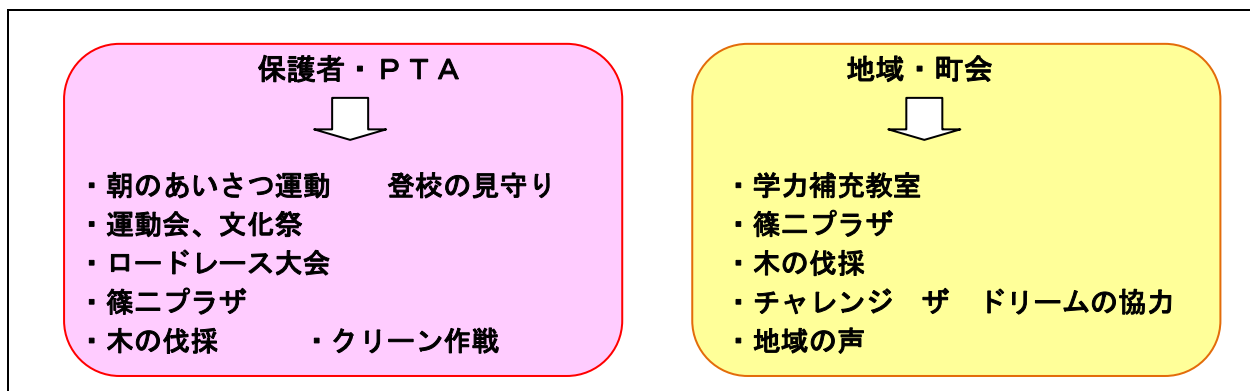 保護者・ＰＴＡ
・朝のあいさつ運動　　登校の見守り
・運動会、文化祭
・ロードレース大会
・篠二プラザ
・木の伐採　　　・クリーン作戦
地域・町会
・学力補充教室
・篠二プラザ
・木の伐採
・チャレンジ　ザ　ドリームの協力
・地域の声